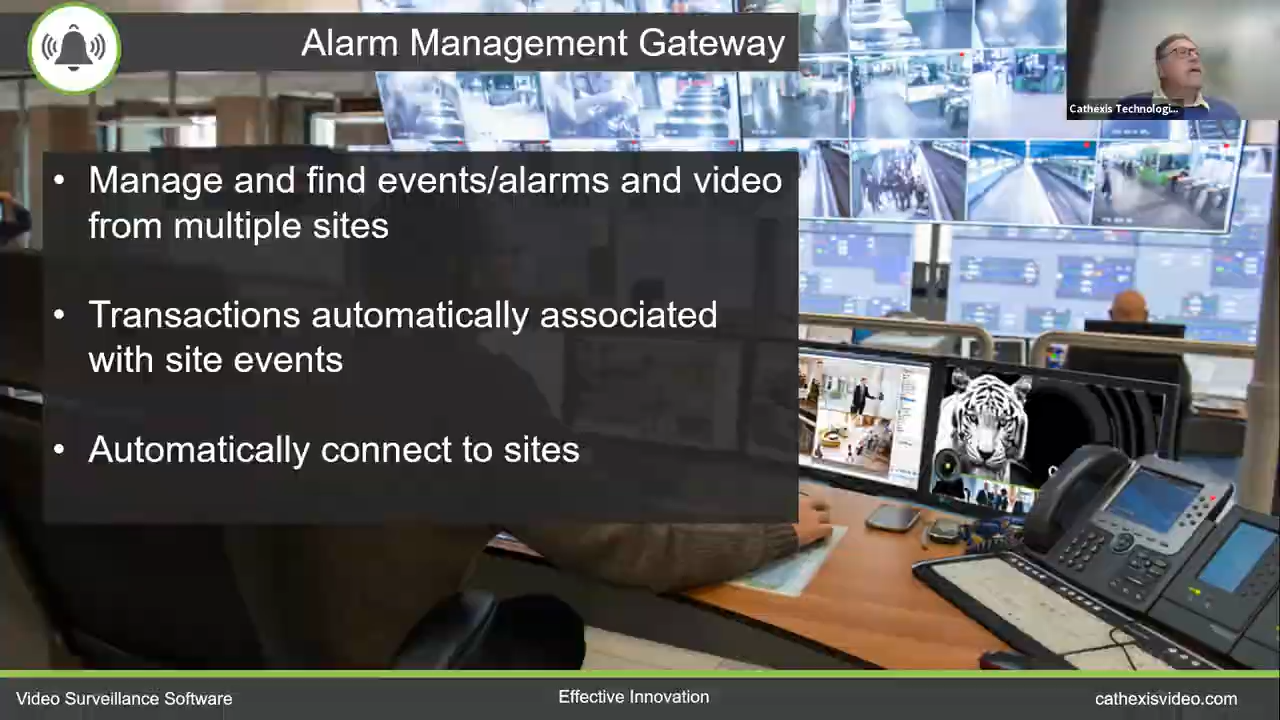 Alarm Management Gateway
Cathexis Technologi...
• Manage and find events/alarms and video
from multiple sites
• Transactions automatically associated
with site events
• Automatically connect to sites
Video Surveillance Software
Effective Innovation
cathexisvideo.com